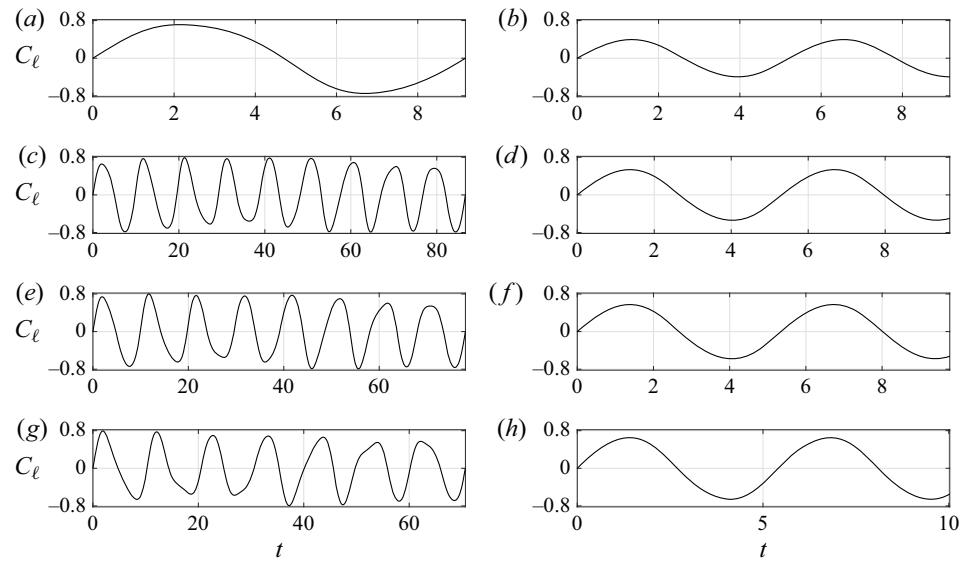 (a) 0.8 (b) 0.8
Cℓ 0 0
–0.8 –0.8
0 2 4 6 8 0 2 4 6 8
(c) 0.8 (d) 0.8
Cℓ 0 0
–0.8 –0.8
0 20 40 60 80 0 2 4 6 8
(e) 0.8 (f) 0.8
Cℓ 0 0
–0.8 –0.8
0 20 40 60 0 2 4 6 8
(g) 0.8 (h) 0.8
Cℓ 0 0
–0.8 –0.8
0 20 40 60 0 5 10
t t